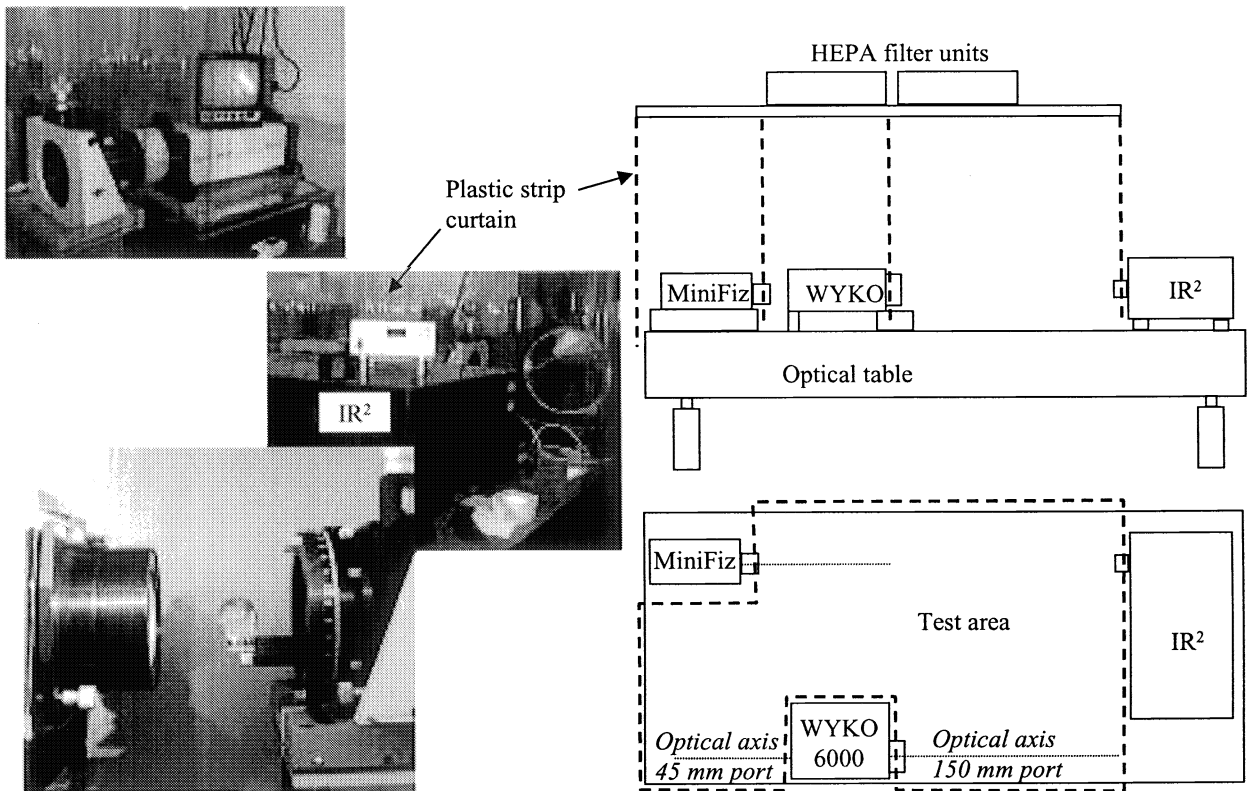 HEPA filter units
Plastic strip
curtain
MiniFiz
WYKO
IR²
Optical table
IR²
MiniFiz
Test area
IR²
WYKO
6000
Optical axis
45 mm port
Optical axis
150 mm port